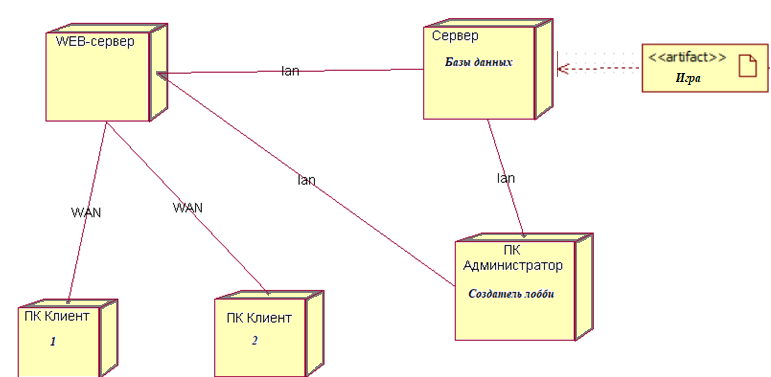 WEB-сервер
Сервер
Базы данных
<<artifact>>
Игра
lan
lan
lan
WAN
WAN
ПК
Администратор
Создатель лобби
ПК Клиент
1
ПК Клиент
2